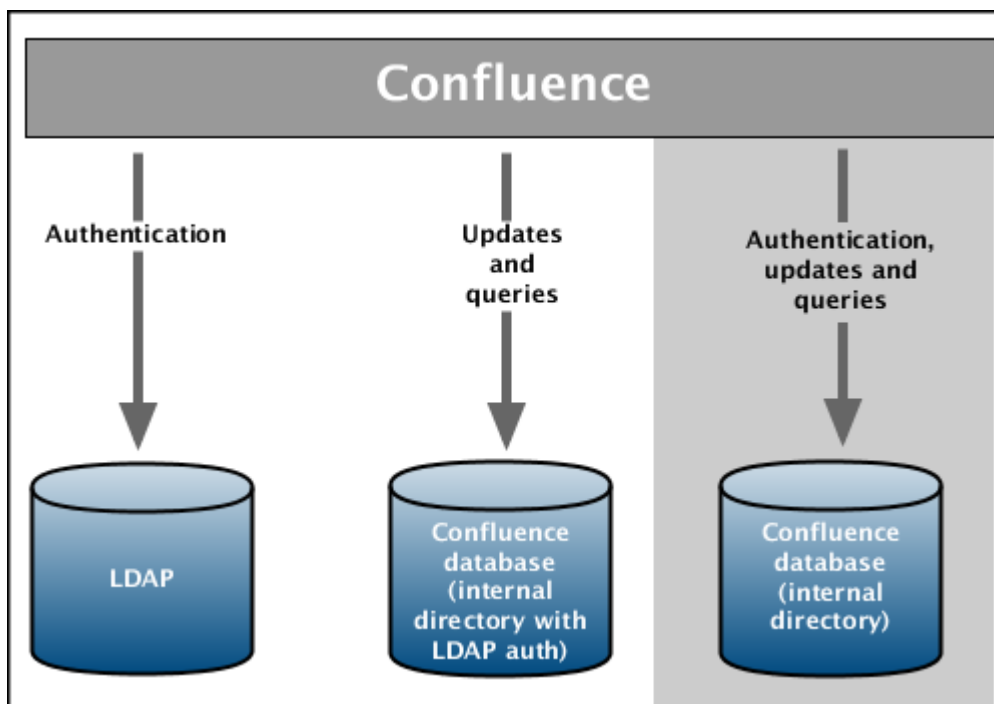 Confluence
Authentication
Updates
and
queries
Authentication,
updates and
queries
LDAP
Confluence
database
(internal
directory with
LDAP auth)
Confluence
database
(internal
directory)